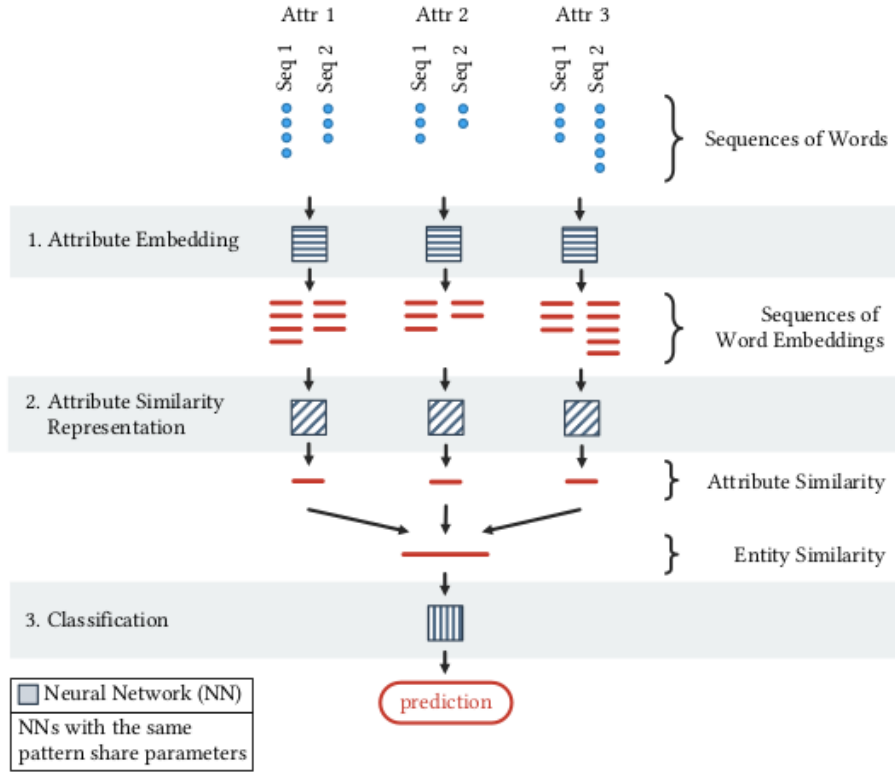 Attr 1
Attr 2
Attr 3
Seq 1
Seq 2
Seq 1
Seq 2
Seq 1
Seq 2
Sequences of Words
1. Attribute Embedding
Sequences of
Word Embeddings
2. Attribute Similarity
Representation
Attribute Similarity
Entity Similarity
3. Classification
prediction
Neural Network (NN)
NNs with the same
pattern share parameters